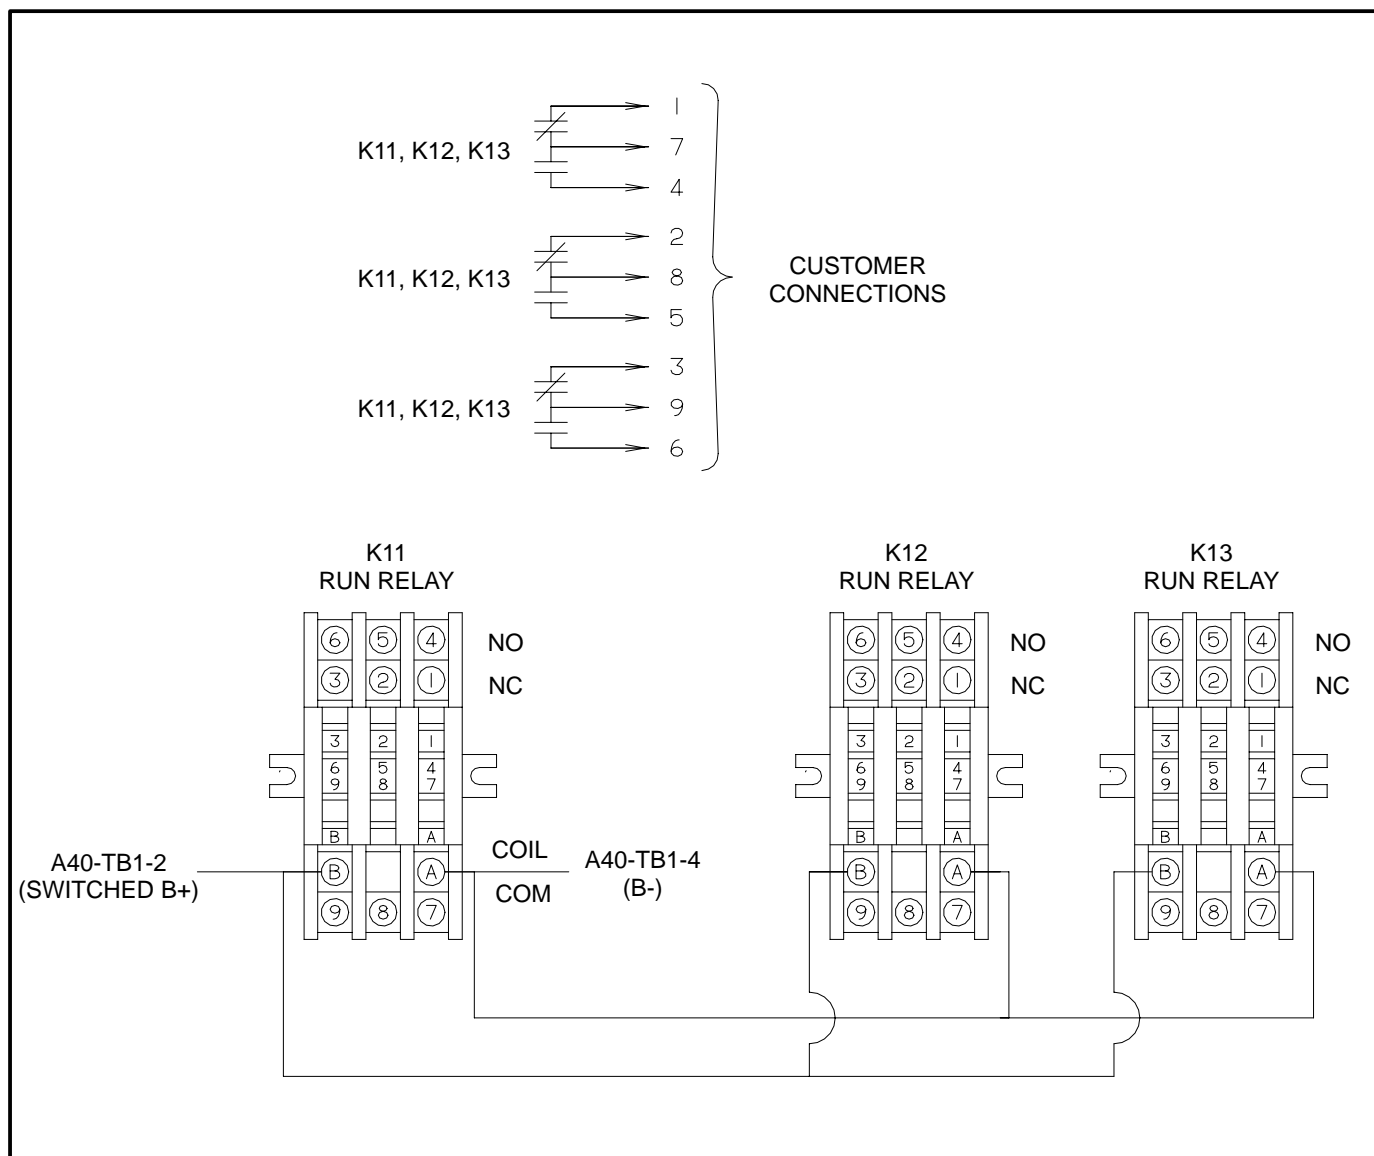 1
K11, K12, K13 7
4
2
K11, K12, K13 8
5
3
K11, K12, K13 9
6
CUSTOMER
CONNECTIONS
K11
RUN RELAY
6 5 4 NO
3 2 1 NC
3 2 1
6 5 4
9 8 7
B A
B A
9 8 7
A40-TB1-2
(SWITCHED B+)
COIL
COM
A40-TB1-4
(B-)
K12
RUN RELAY
6 5 4 NO
3 2 1 NC
3 2 1
6 5 4
9 8 7
B A
B A
9 8 7
K13
RUN RELAY
6 5 4 NO
3 2 1 NC
3 2 1
6 5 4
9 8 7
B A
B A
9 8 7